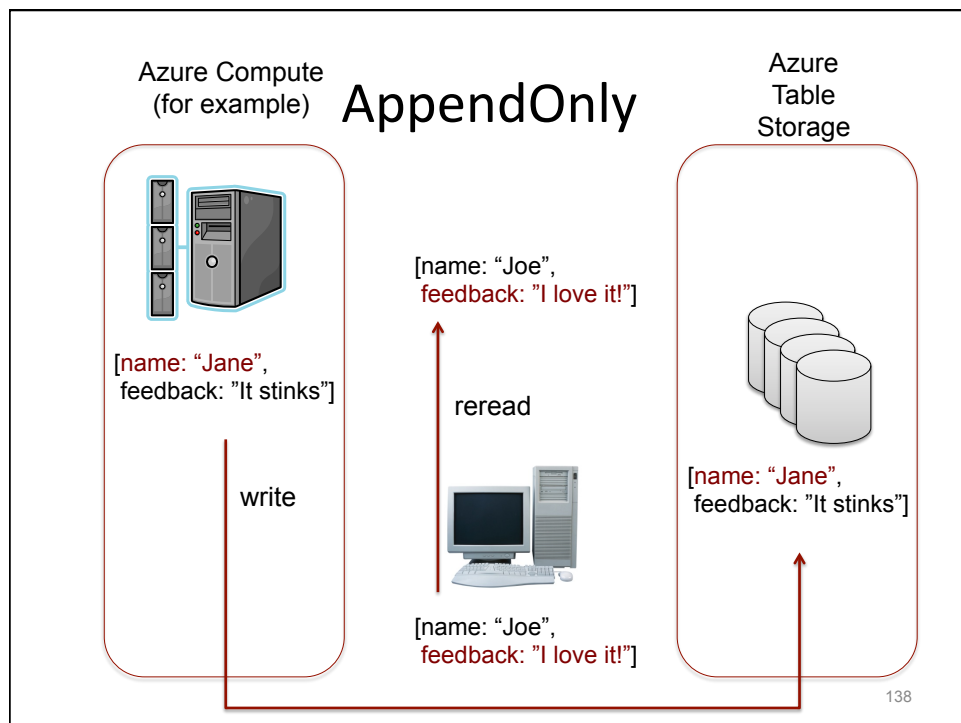 Azure Compute
(for example)
AppendOnly
Azure
Table
Storage
[name: “Joe”,
feedback: ”I love it!”]
[name: “Jane”,
feedback: ”It stinks”]
reread
write
[name: “Jane”,
feedback: ”It stinks”]
[name: “Joe”,
feedback: ”I love it!”]
138